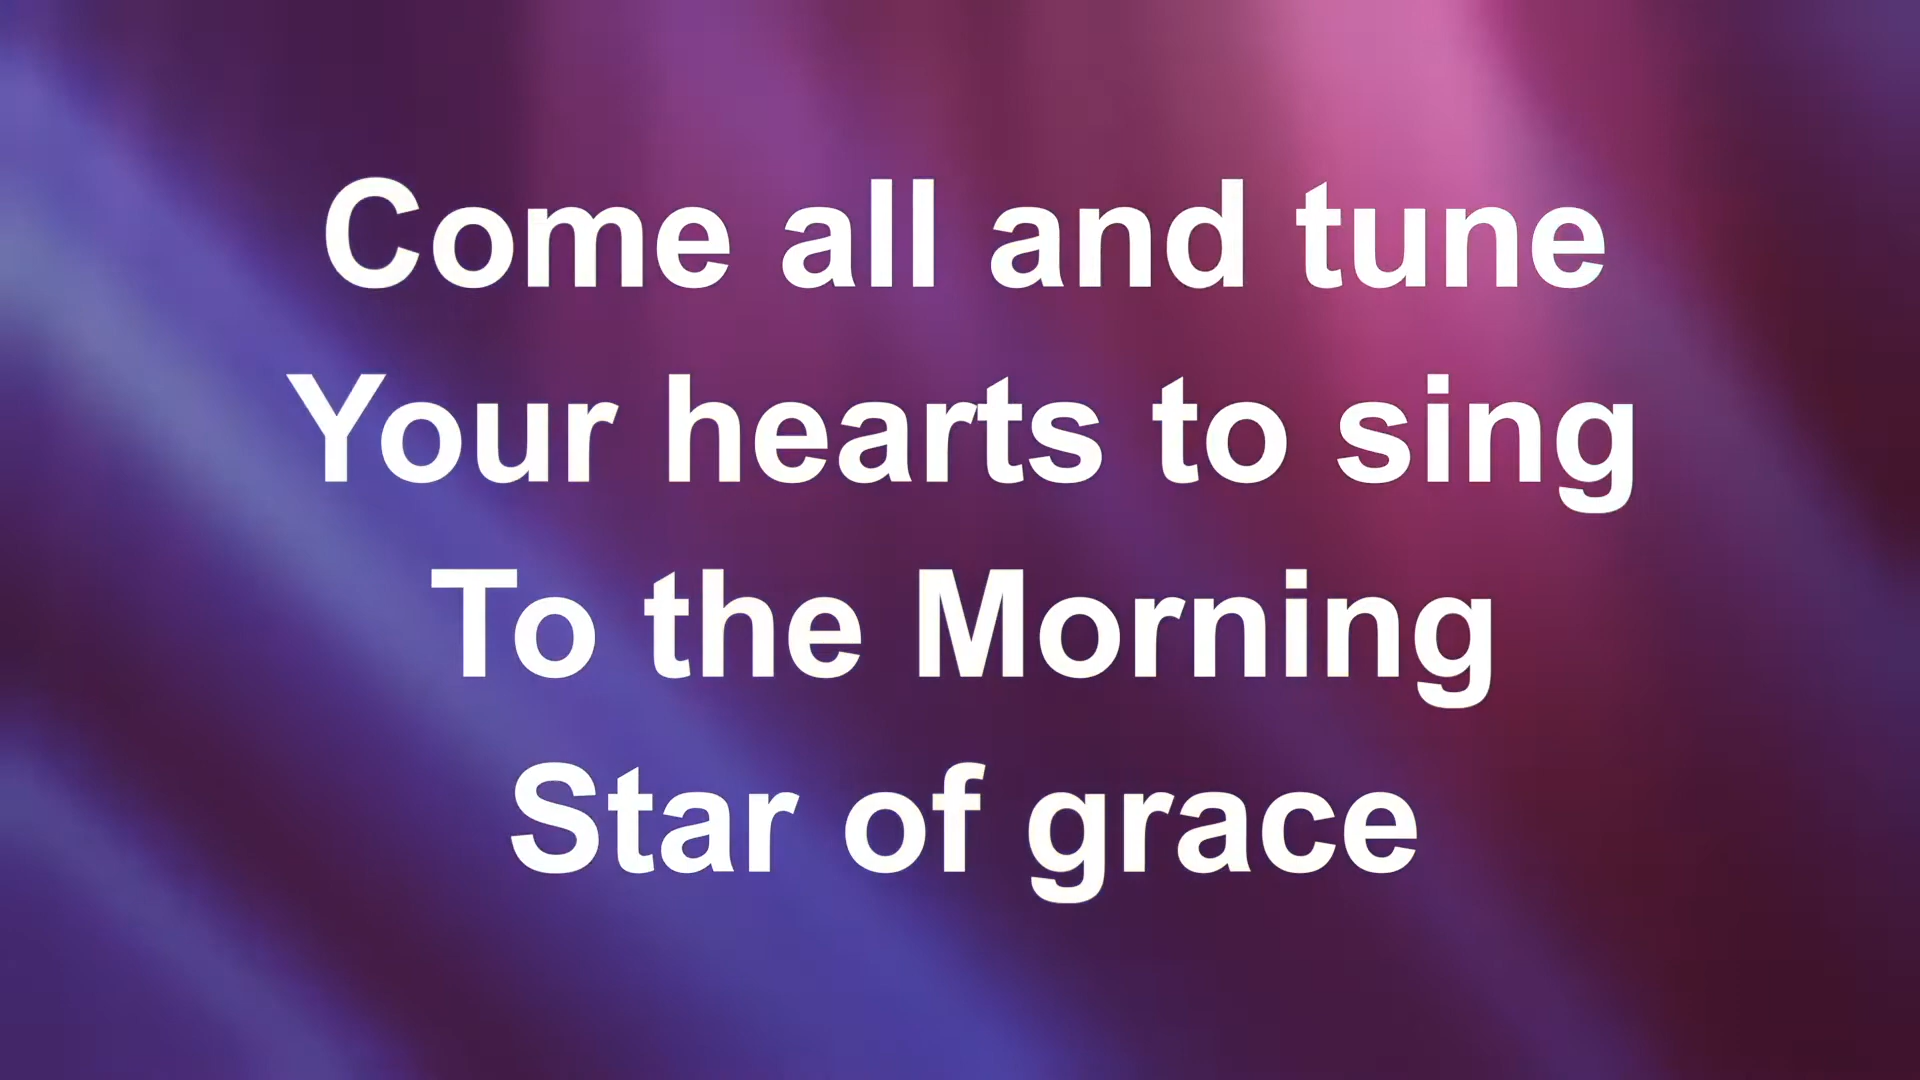 Come all and tune
Your hearts to sing
To the Morning
Star of grace